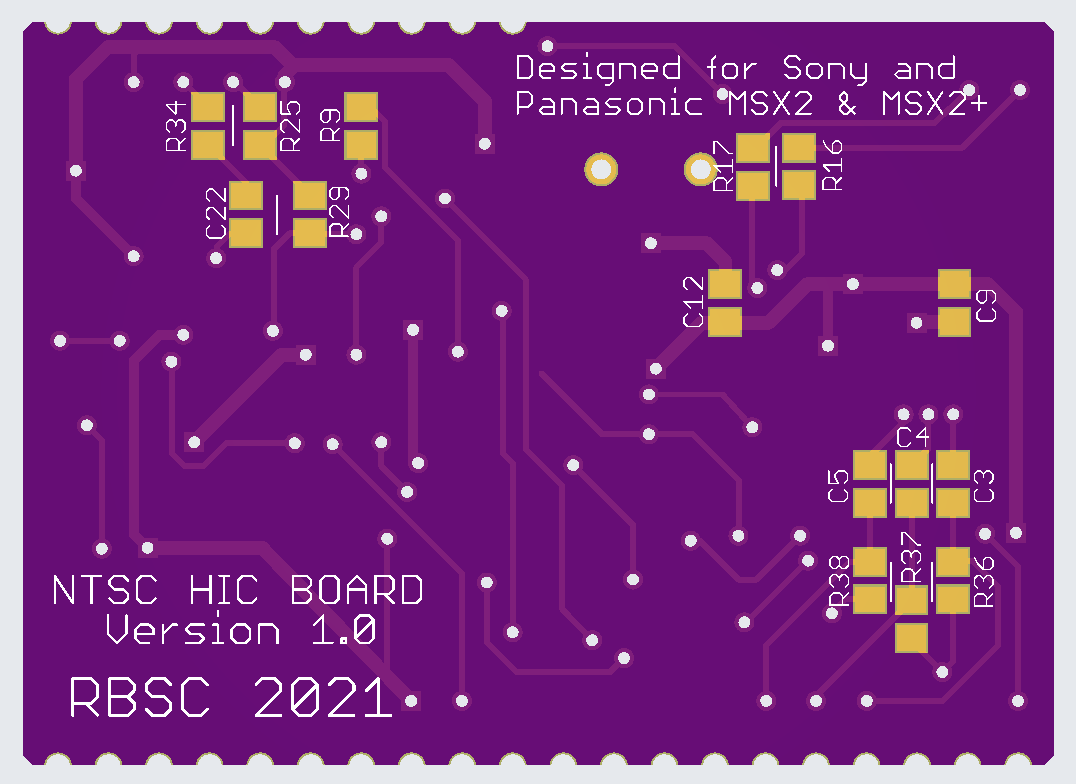 Designed for Sony and
Panasonic MSX2 & MSX2+
R34
R25
R9
R17
R16
C22
R29
C12
C9
C4
C5
C3
R37
R38
R36
NTSC HIC BOARD
Version 1.0
RBSC 2021